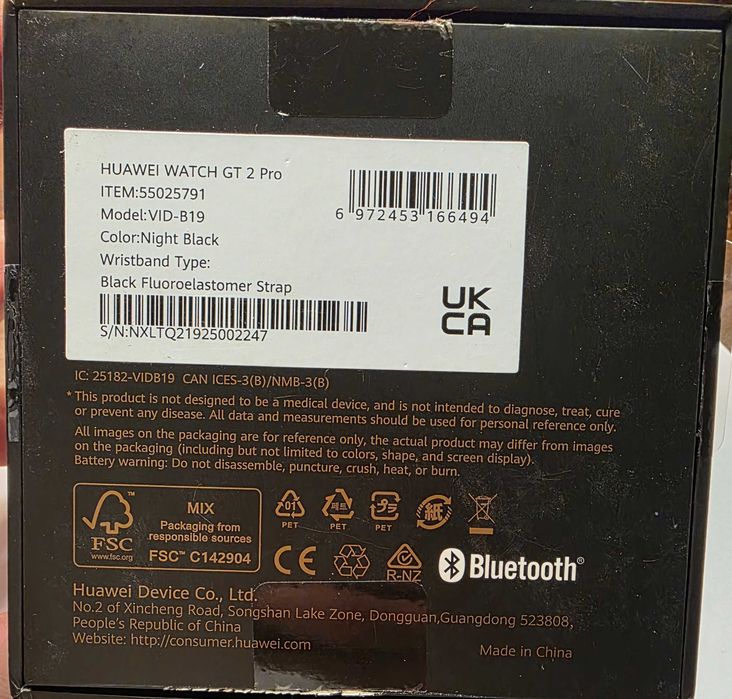 HUAWEI WATCH GT 2 Pro
ITEM:55025791
Model:VID-B19
Color:Night Black
Wristband Type:
Black Fluoroelastomer Strap
S/N:NXLTQ21925002247
6 972453 166494
UK
CA
IC: 25182-VIDB19 CAN ICES-3(B)/NMB-3(B)
* This product is not designed to be a medical device, and is not intended to diagnose, treat, cure
or prevent any disease. All data and measurements should be used for personal reference only.
All images on the packaging are for reference only, the actual product may differ from images
on the packaging (including but not limited to colors, shape, and screen display).
Battery warning: Do not disassemble, puncture, crush, heat, or burn.
FSC
www.fsc.org
MIX
Packaging from
responsible sources
FSC™ C142904
01
PET
페트
PET
プラ
PET
紙
CE
R-NZ
Bluetooth®
Huawei Device Co., Ltd.
No.2 of Xincheng Road, Songshan Lake Zone, Dongguan,Guangdong 523808,
People's Republic of China
Website: http://consumer.huawei.com
Made in China